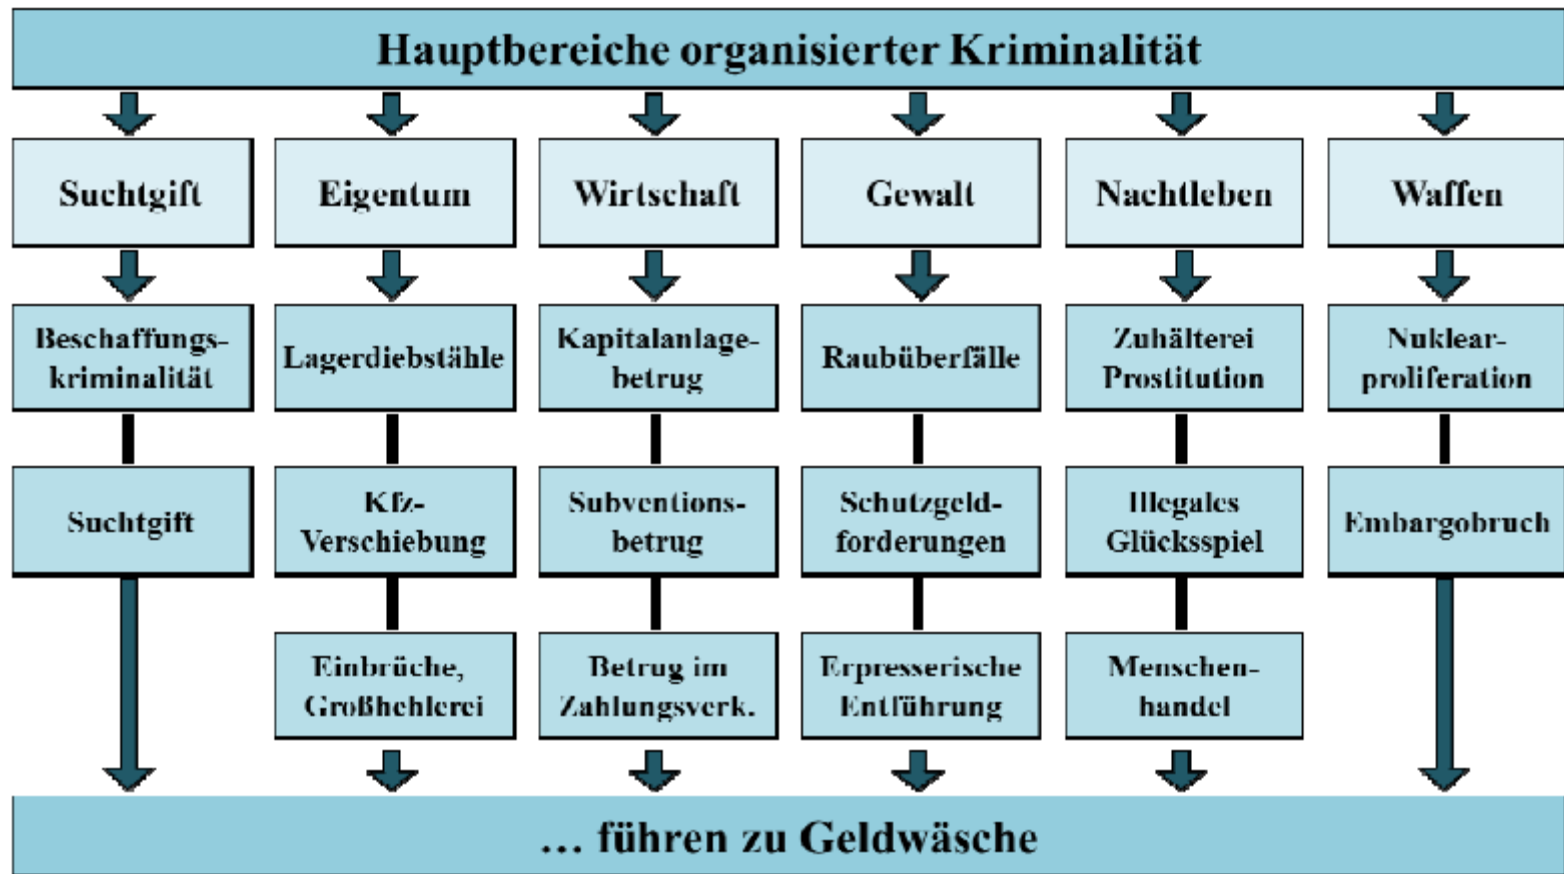 Hauptbereiche organisierter Kriminalität
Suchtgift
Eigentum
Wirtschaft
Gewalt
Nachtleben
Waffen
Beschaffungs-
kriminalität
Lagerdiebstähle
Kapitalanlage-
betrug
Raubüberfälle
Zuhälterei
Prostitution
Nuklear-
proliferation
Suchtgift
Kfz-
Verschiebung
Subventions-
betrug
Schutzgeld-
forderungen
Illegales
Glücksspiel
Embargobruch
Einbrüche,
Großhehlerei
Betrug im
Zahlungsverk.
Erpresserische
Entführung
Menschen-
handel
... führen zu Geldwäsche